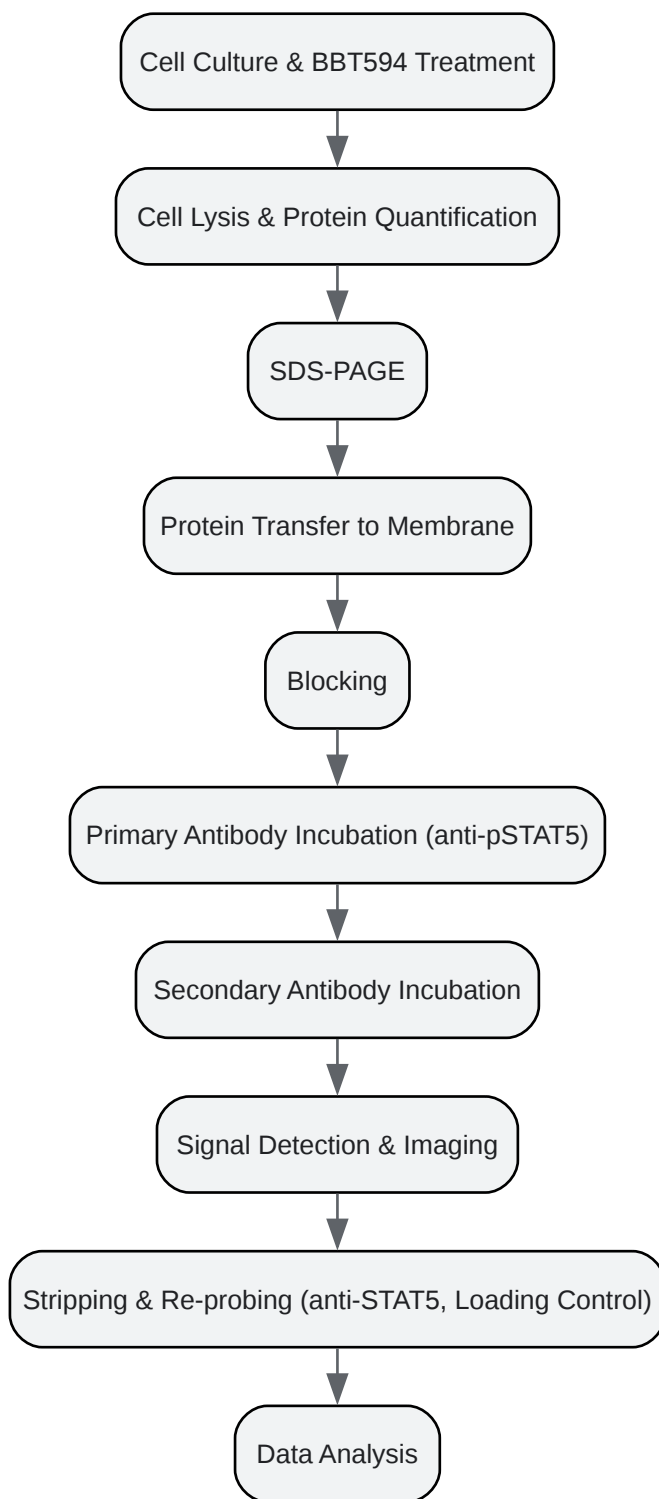 Cell Culture & BBT594 Treatment
Cell Lysis & Protein Quantification
SDS-PAGE
Protein Transfer to Membrane
Blocking
Primary Antibody Incubation (anti-pSTAT5)
Secondary Antibody Incubation
Signal Detection & Imaging
Stripping & Re-probing (anti-STAT5, Loading Control)
Data Analysis